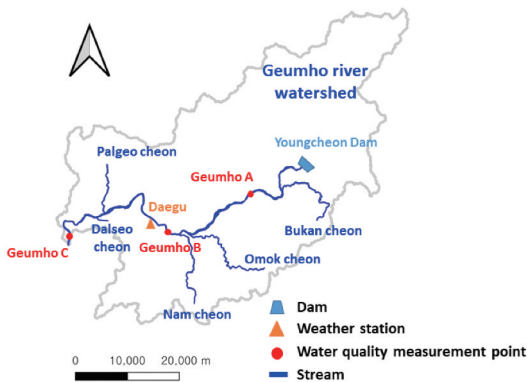 Geumho river
watershed
Youngcheon Dam
Palgeo cheon
Geumho A
Daegu
Dalseo
cheon
Geumho B
Bukan cheon
Geumho C
Omok cheon
Nam cheon
Dam
Weather station
Water quality measurement point
Stream
0 10,000 20,000 m